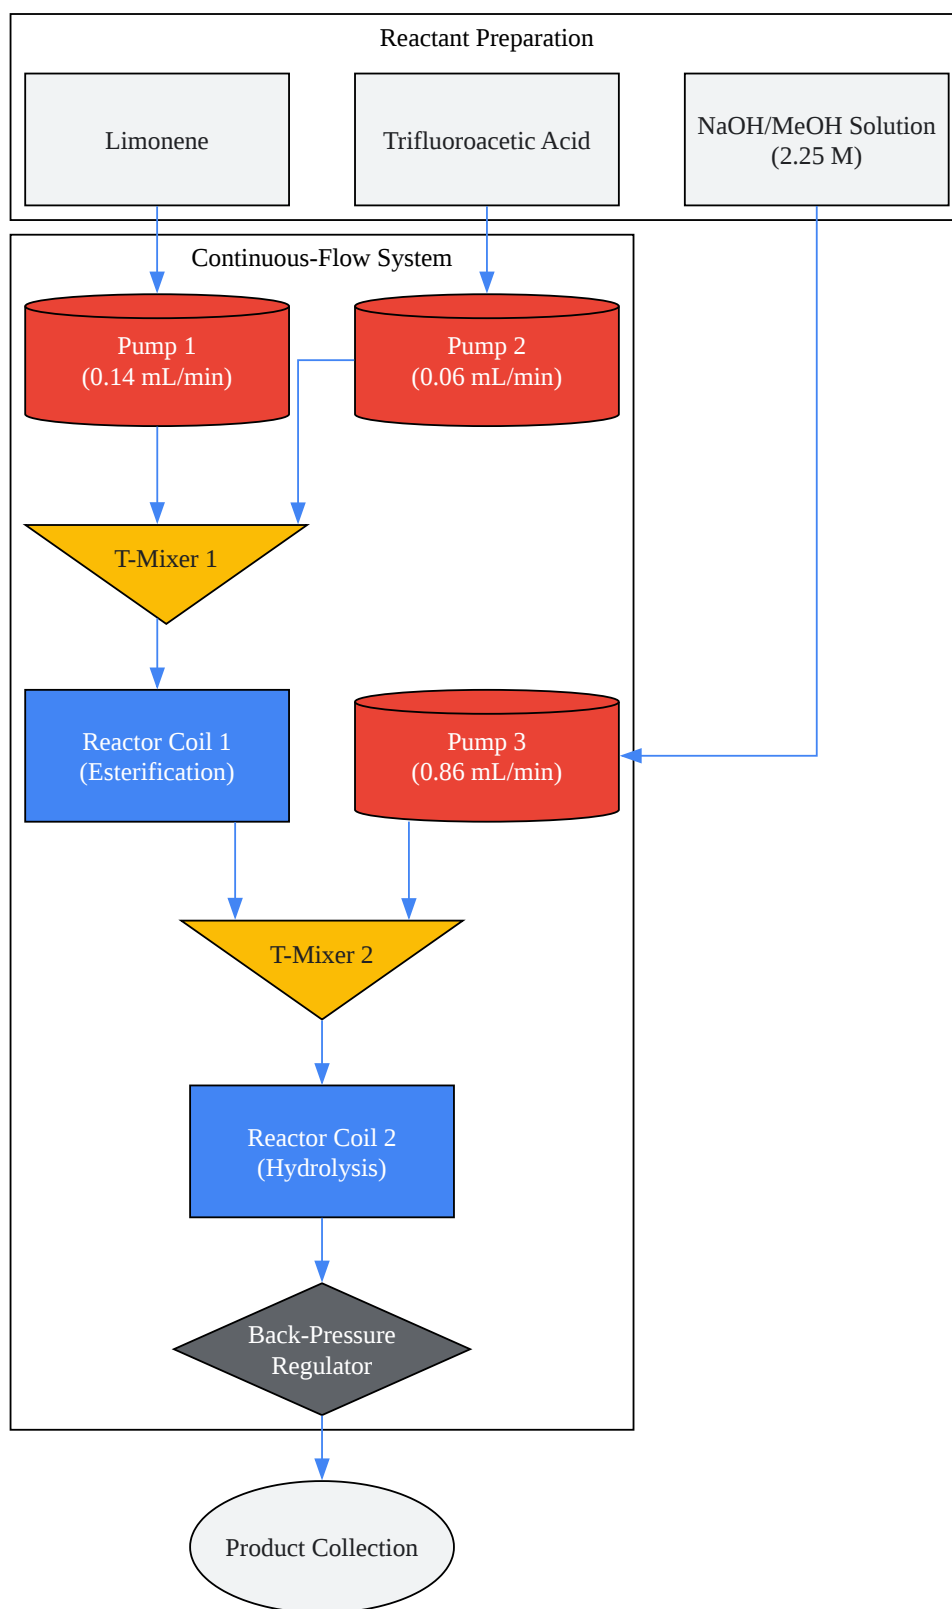 Reactant Preparation
Limonene
Trifluoroacetic Acid
NaOH/MeOH Solution
(2.25 M)
Continuous-Flow System
Pump 1
(0.14 mL/min)
Pump 2
(0.06 mL/min)
T-Mixer 1
Reactor Coil 1
(Esterification)
Pump 3
(0.86 mL/min)
T-Mixer 2
Reactor Coil 2
(Hydrolysis)
Back-Pressure
Regulator
Product Collection